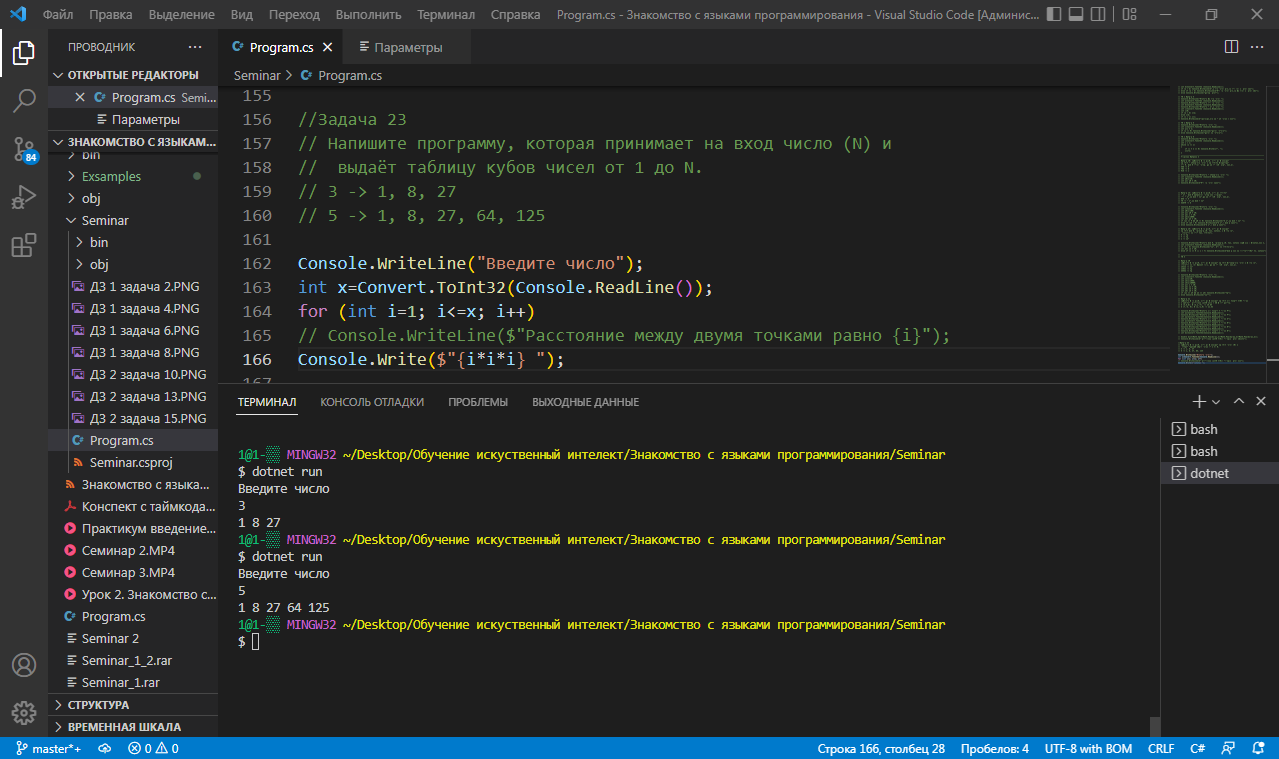 Файл Правка Выделение Вид Переход Выполнить Терминал Справка Program.cs - Знакомство с языками программирования - Visual Studio Code [Админис...
ПРОВОДНИК
ОТКРЫТЫЕ РЕДАКТОРЫ
Program.cs Semi...
Параметры
ЗНАКОМСТВО С ЯЗЫКАМ...
bin
Exsamples
obj
Seminar
bin
obj
ДЗ 1 задача 2.PNG
ДЗ 1 задача 4.PNG
ДЗ 1 задача 6.PNG
ДЗ 1 задача 8.PNG
ДЗ 2 задача 10.PNG
ДЗ 2 задача 13.PNG
ДЗ 2 задача 15.PNG
Program.cs
Seminar.csproj
Знакомство с языка...
Конспект с таймкода...
Практикум введение...
Семинар 2.MP4
Семинар 3.MP4
Урок 2. Знакомство с...
Program.cs
Seminar 2
Seminar_1_2.rar
Seminar_1.rar
СТРУКТУРА
ВРЕМЕННАЯ ШКАЛА
84
Program.cs
Параметры
Seminar > Program.cs
155
156 //Задача 23
157 // Напишите программу, которая принимает на вход число (N) и
158 //  выдаёт таблицу кубов чисел от 1 до N.
159 // 3 -> 1, 8, 27
160 // 5 -> 1, 8, 27, 64, 125
161
162 Console.WriteLine("Введите число");
163 int x=Convert.ToInt32(Console.ReadLine());
164 for (int i=1; i<=x; i++)
165 // Console.WriteLine($"Расстояние между двумя точками равно {i}");
166 Console.Write($"{i*i*i} ");
167
ТЕРМИНАЛ КОНСОЛЬ ОТЛАДКИ ПРОБЛЕМЫ ВЫХОДНЫЕ ДАННЫЕ
1@1-▒▒ MINGW32 ~/Desktop/Обучение искуственный интелект/Знакомство с языками программирования/Seminar
$ dotnet run
Введите число
3
1 8 27
1@1-▒▒ MINGW32 ~/Desktop/Обучение искуственный интелект/Знакомство с языками программирования/Seminar
$ dotnet run
Введите число
5
1 8 27 64 125
1@1-▒▒ MINGW32 ~/Desktop/Обучение искуственный интелект/Знакомство с языками программирования/Seminar
$
bash
bash
dotnet
master*+ 0 0 Строка 166, столбец 28 Пробелов: 4 UTF-8 with BOM CRLF C#